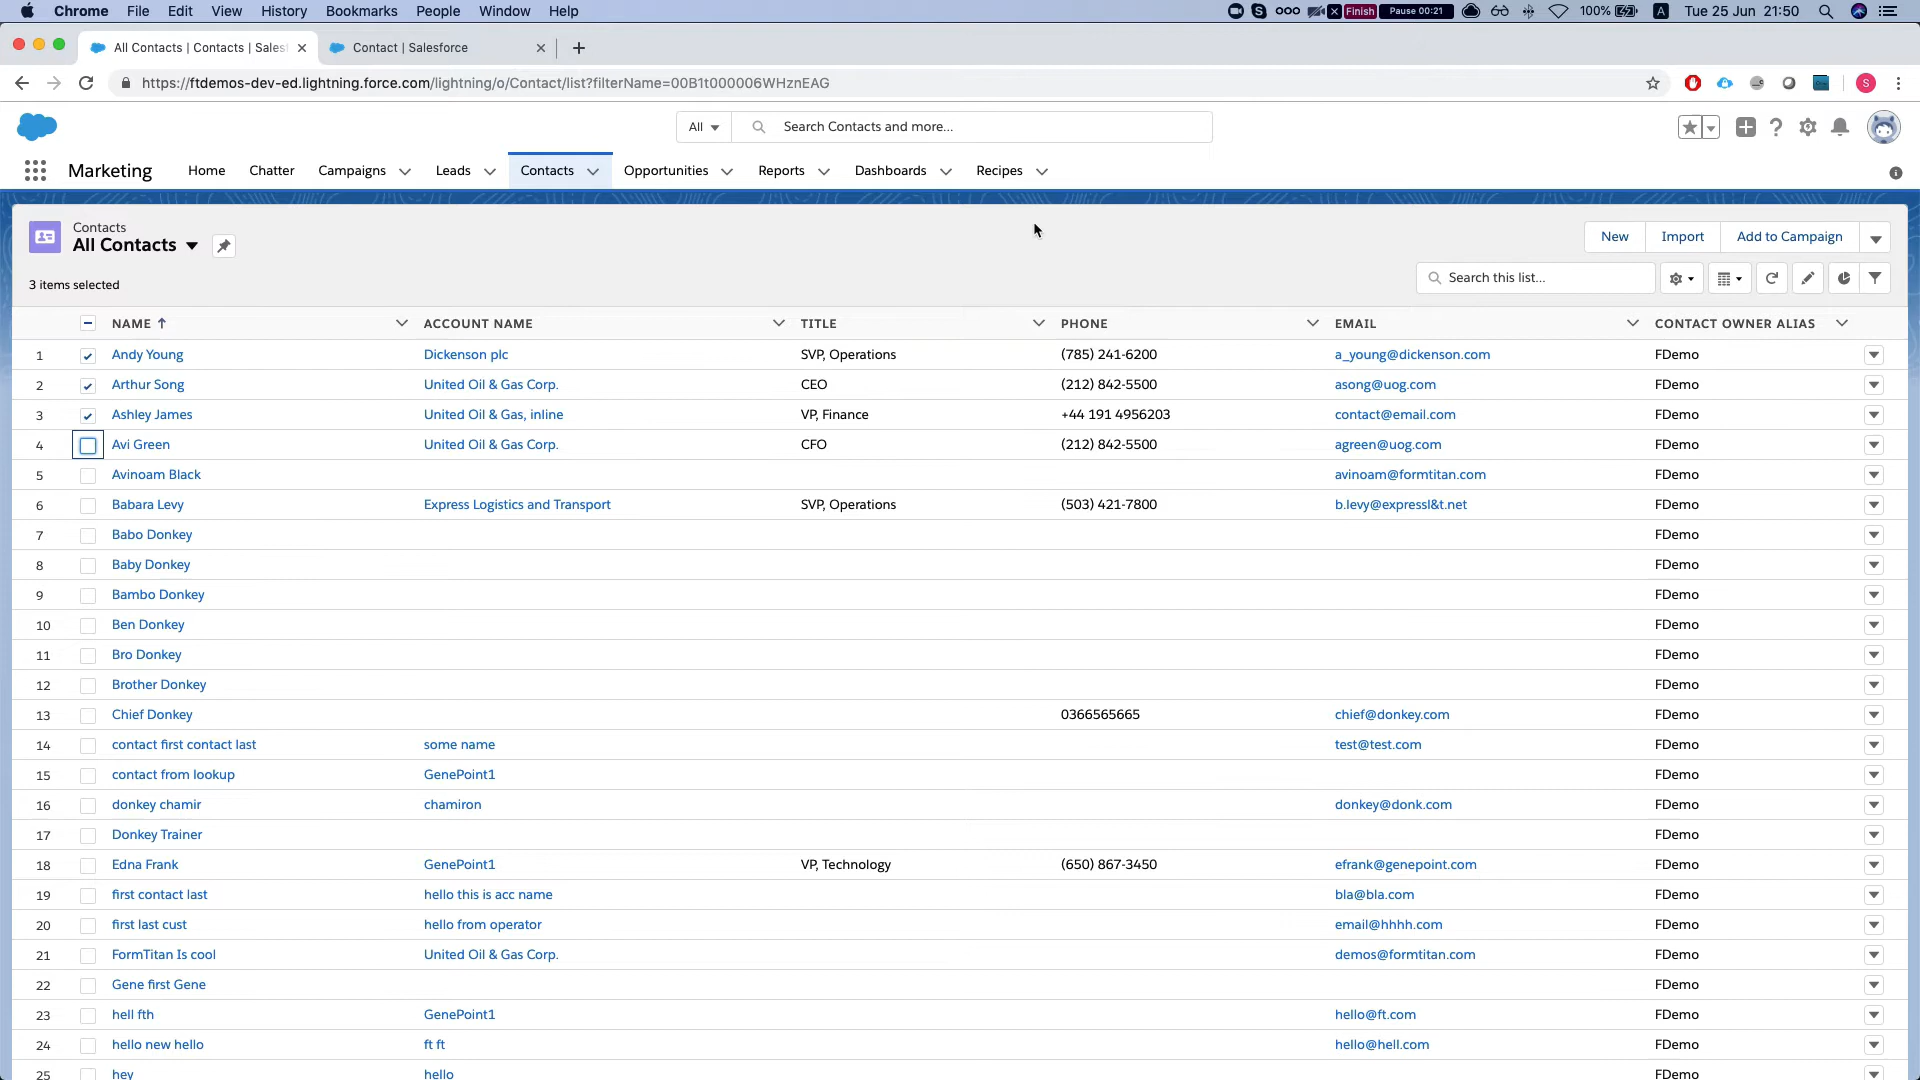 Chrome File Edit View History Bookmarks People Window Help Finish Pause 00:21 100% A Tue 25 Jun 21:50
All Contacts | Contacts | Sales Contact | Salesforce
https://ftdemos-dev-ed.lightning.force.com/lightning/o/Contact/list?filterName=00B1t000006WHznEAG S
All Search Contacts and more...
Marketing Home Chatter Campaigns Leads Contacts Opportunities Reports Dashboards Recipes
Contacts
All Contacts New Import Add to Campaign
3 items selected Search this list...
NAME ACCOUNT NAME TITLE PHONE EMAIL CONTACT OWNER ALIAS
1 Andy Young Dickenson plc SVP, Operations (785) 241-6200 a_young@dickenson.com FDemo
2 Arthur Song United Oil & Gas Corp. CEO (212) 842-5500 asong@uog.com FDemo
3 Ashley James United Oil & Gas, inline VP, Finance +44 191 4956203 contact@email.com FDemo
4 Avi Green United Oil & Gas Corp. CFO (212) 842-5500 agreen@uog.com FDemo
5 Avinoam Black avinoam@formtitan.com FDemo
6 Babara Levy Express Logistics and Transport SVP, Operations (503) 421-7800 b.levy@expressl&t.net FDemo
7 Babo Donkey FDemo
8 Baby Donkey FDemo
9 Bambo Donkey FDemo
10 Ben Donkey FDemo
11 Bro Donkey FDemo
12 Brother Donkey FDemo
13 Chief Donkey 0366565665 chief@donkey.com FDemo
14 contact first contact last some name test@test.com FDemo
15 contact from lookup GenePoint1 FDemo
16 donkey chamir chamiron donkey@donk.com FDemo
17 Donkey Trainer FDemo
18 Edna Frank GenePoint1 VP, Technology (650) 867-3450 efrank@genepoint.com FDemo
19 first contact last hello this is acc name bla@bla.com FDemo
20 first last cust hello from operator email@hhhh.com FDemo
21 FormTitan Is cool United Oil & Gas Corp. demos@formtitan.com FDemo
22 Gene first Gene FDemo
23 hell fth GenePoint1 hello@ft.com FDemo
24 hello new hello ft ft hello@hell.com FDemo
25 hey hello FDemo